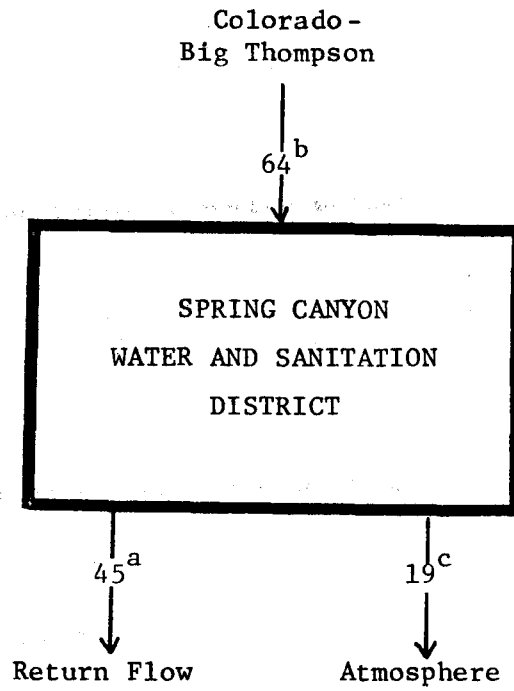 Colorado-
Big Thompson
64b
SPRING CANYON
WATER AND SANITATION
DISTRICT
45a 19c
Return Flow Atmosphere